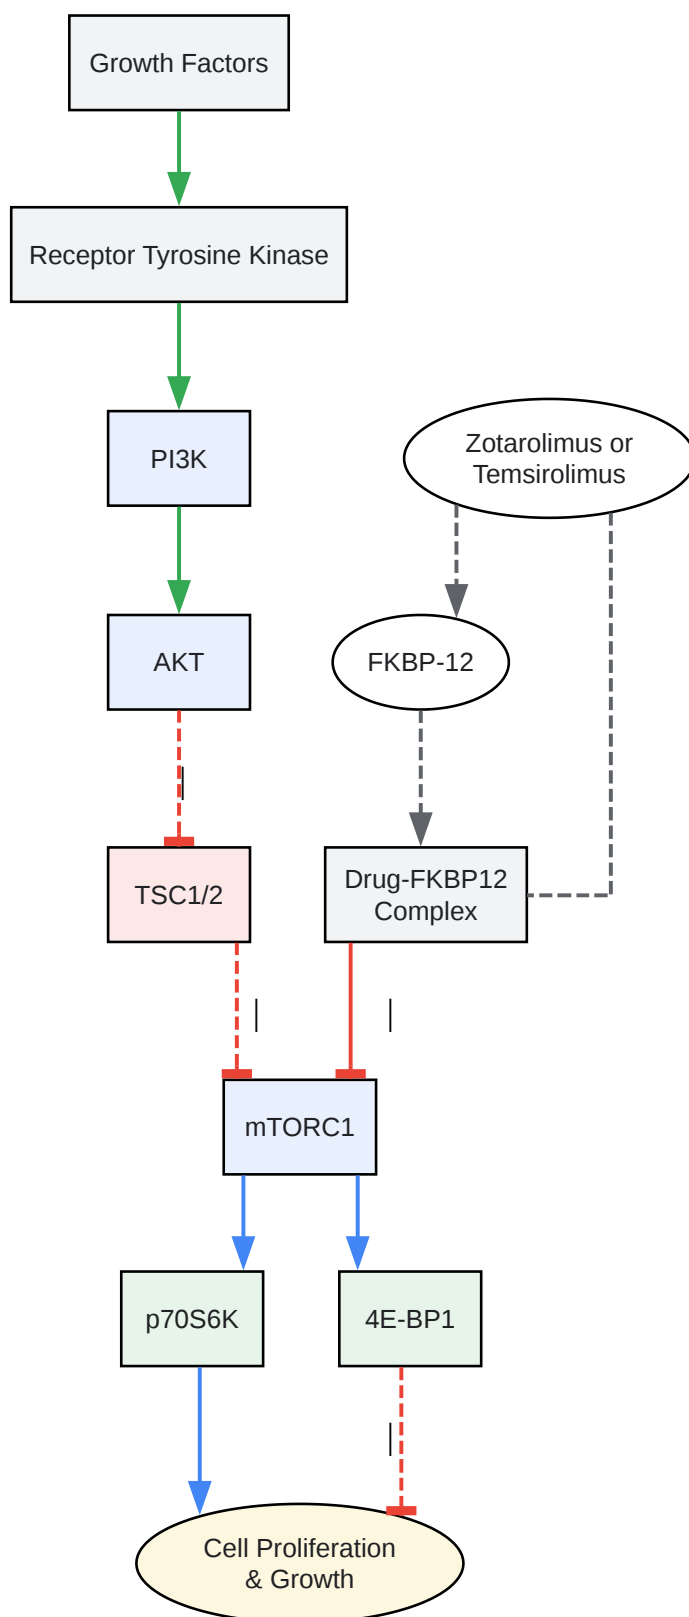 Growth Factors
Receptor Tyrosine Kinase
PI3K
Zotarolimus or
Temsirolimus
AKT
FKBP-12
|
TSC1/2
Drug-FKBP12
Complex
|
|
mTORC1
p70S6K
4E-BP1
|
Cell Proliferation
& Growth